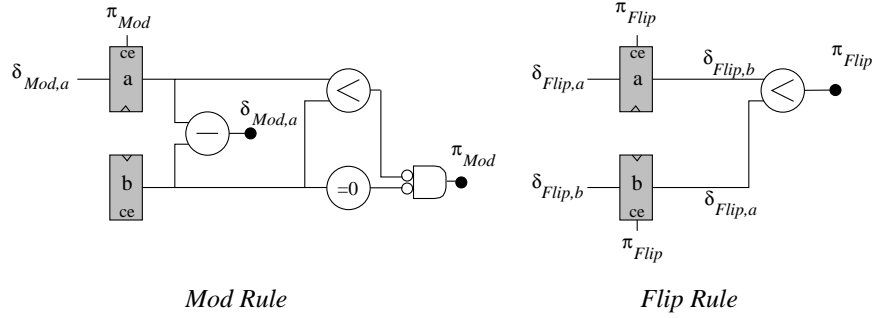 π_Mod
π_Flip
ce
ce
δ_Mod,a
a
<
δ_Flip,a
a
δ_Flip,b
<
π_Flip
−
δ_Mod,a
π_Mod
b
ce
=0
δ_Flip,b
b
ce
δ_Flip,a
π_Flip
Mod Rule
Flip Rule